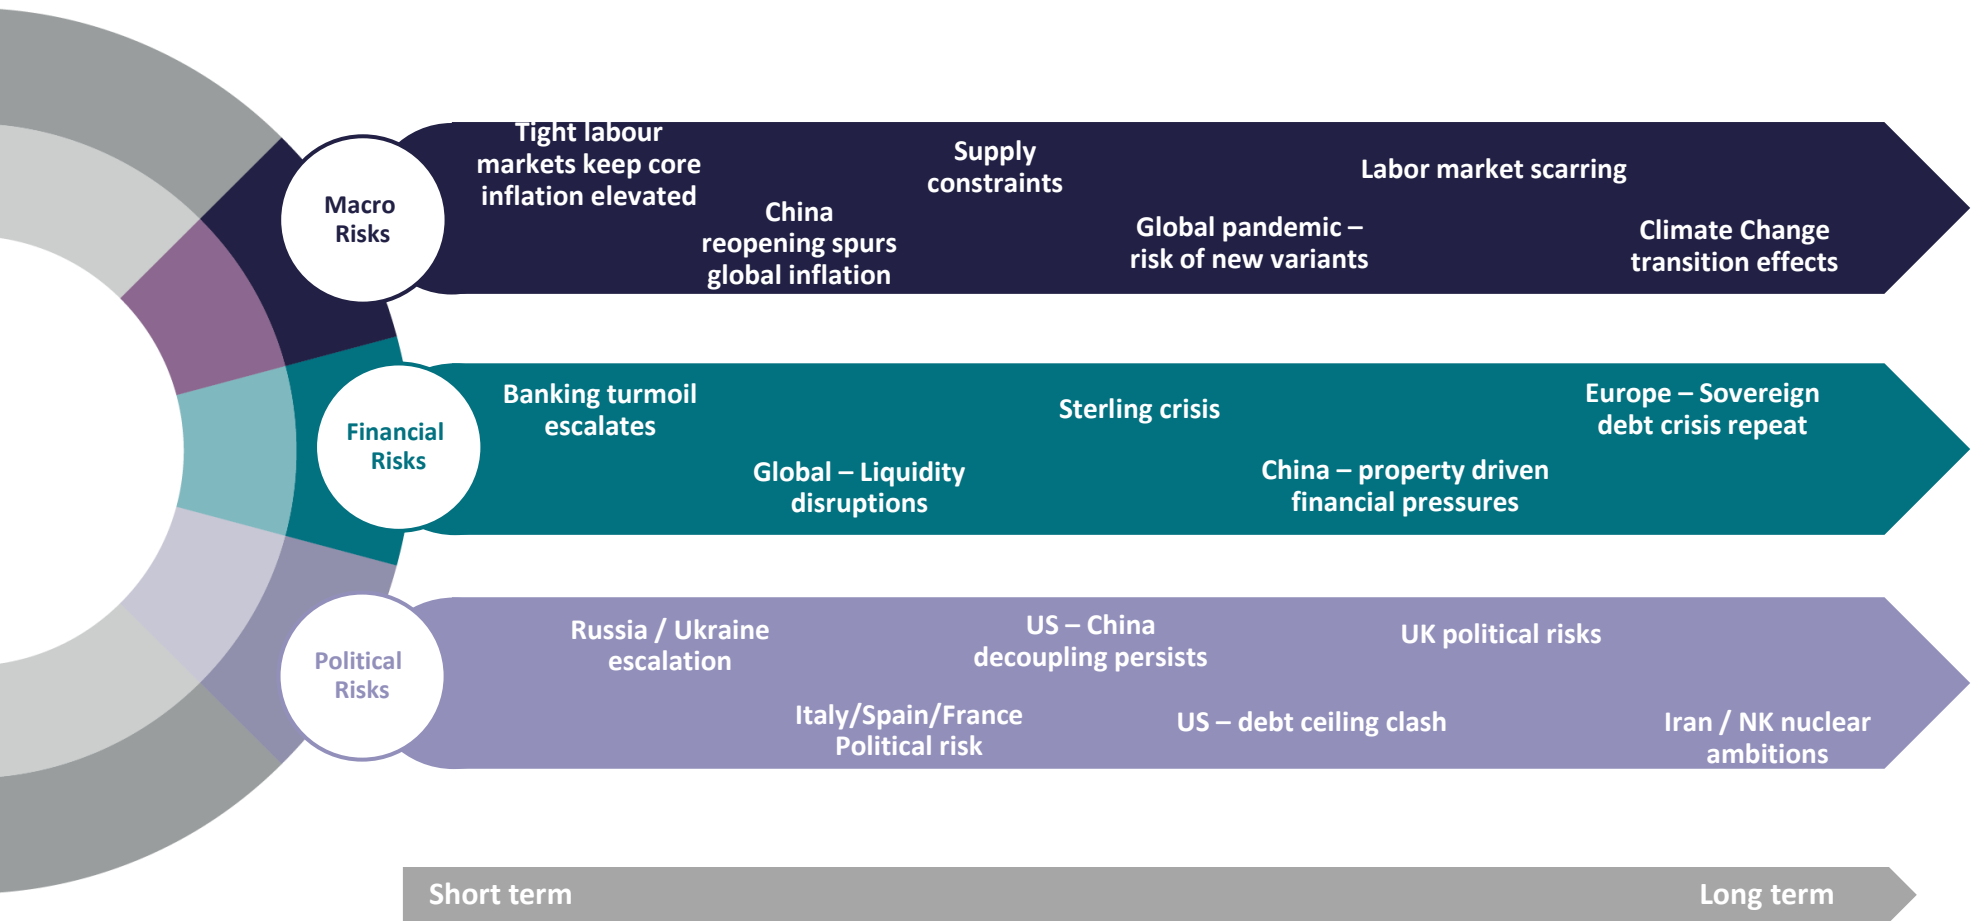 Macro
Risks
Tight labour
markets keep core
inflation elevated
China
reopening spurs
global inflation
Supply
constraints
Global pandemic –
risk of new variants
Labor market scarring
Climate Change
transition effects
Financial
Risks
Banking turmoil
escalates
Global – Liquidity
disruptions
Sterling crisis
China – property driven
financial pressures
Europe – Sovereign
debt crisis repeat
Political
Risks
Russia / Ukraine
escalation
Italy/Spain/France
Political risk
US – China
decoupling persists
US – debt ceiling clash
UK political risks
Iran / NK nuclear
ambitions
Short term
Long term